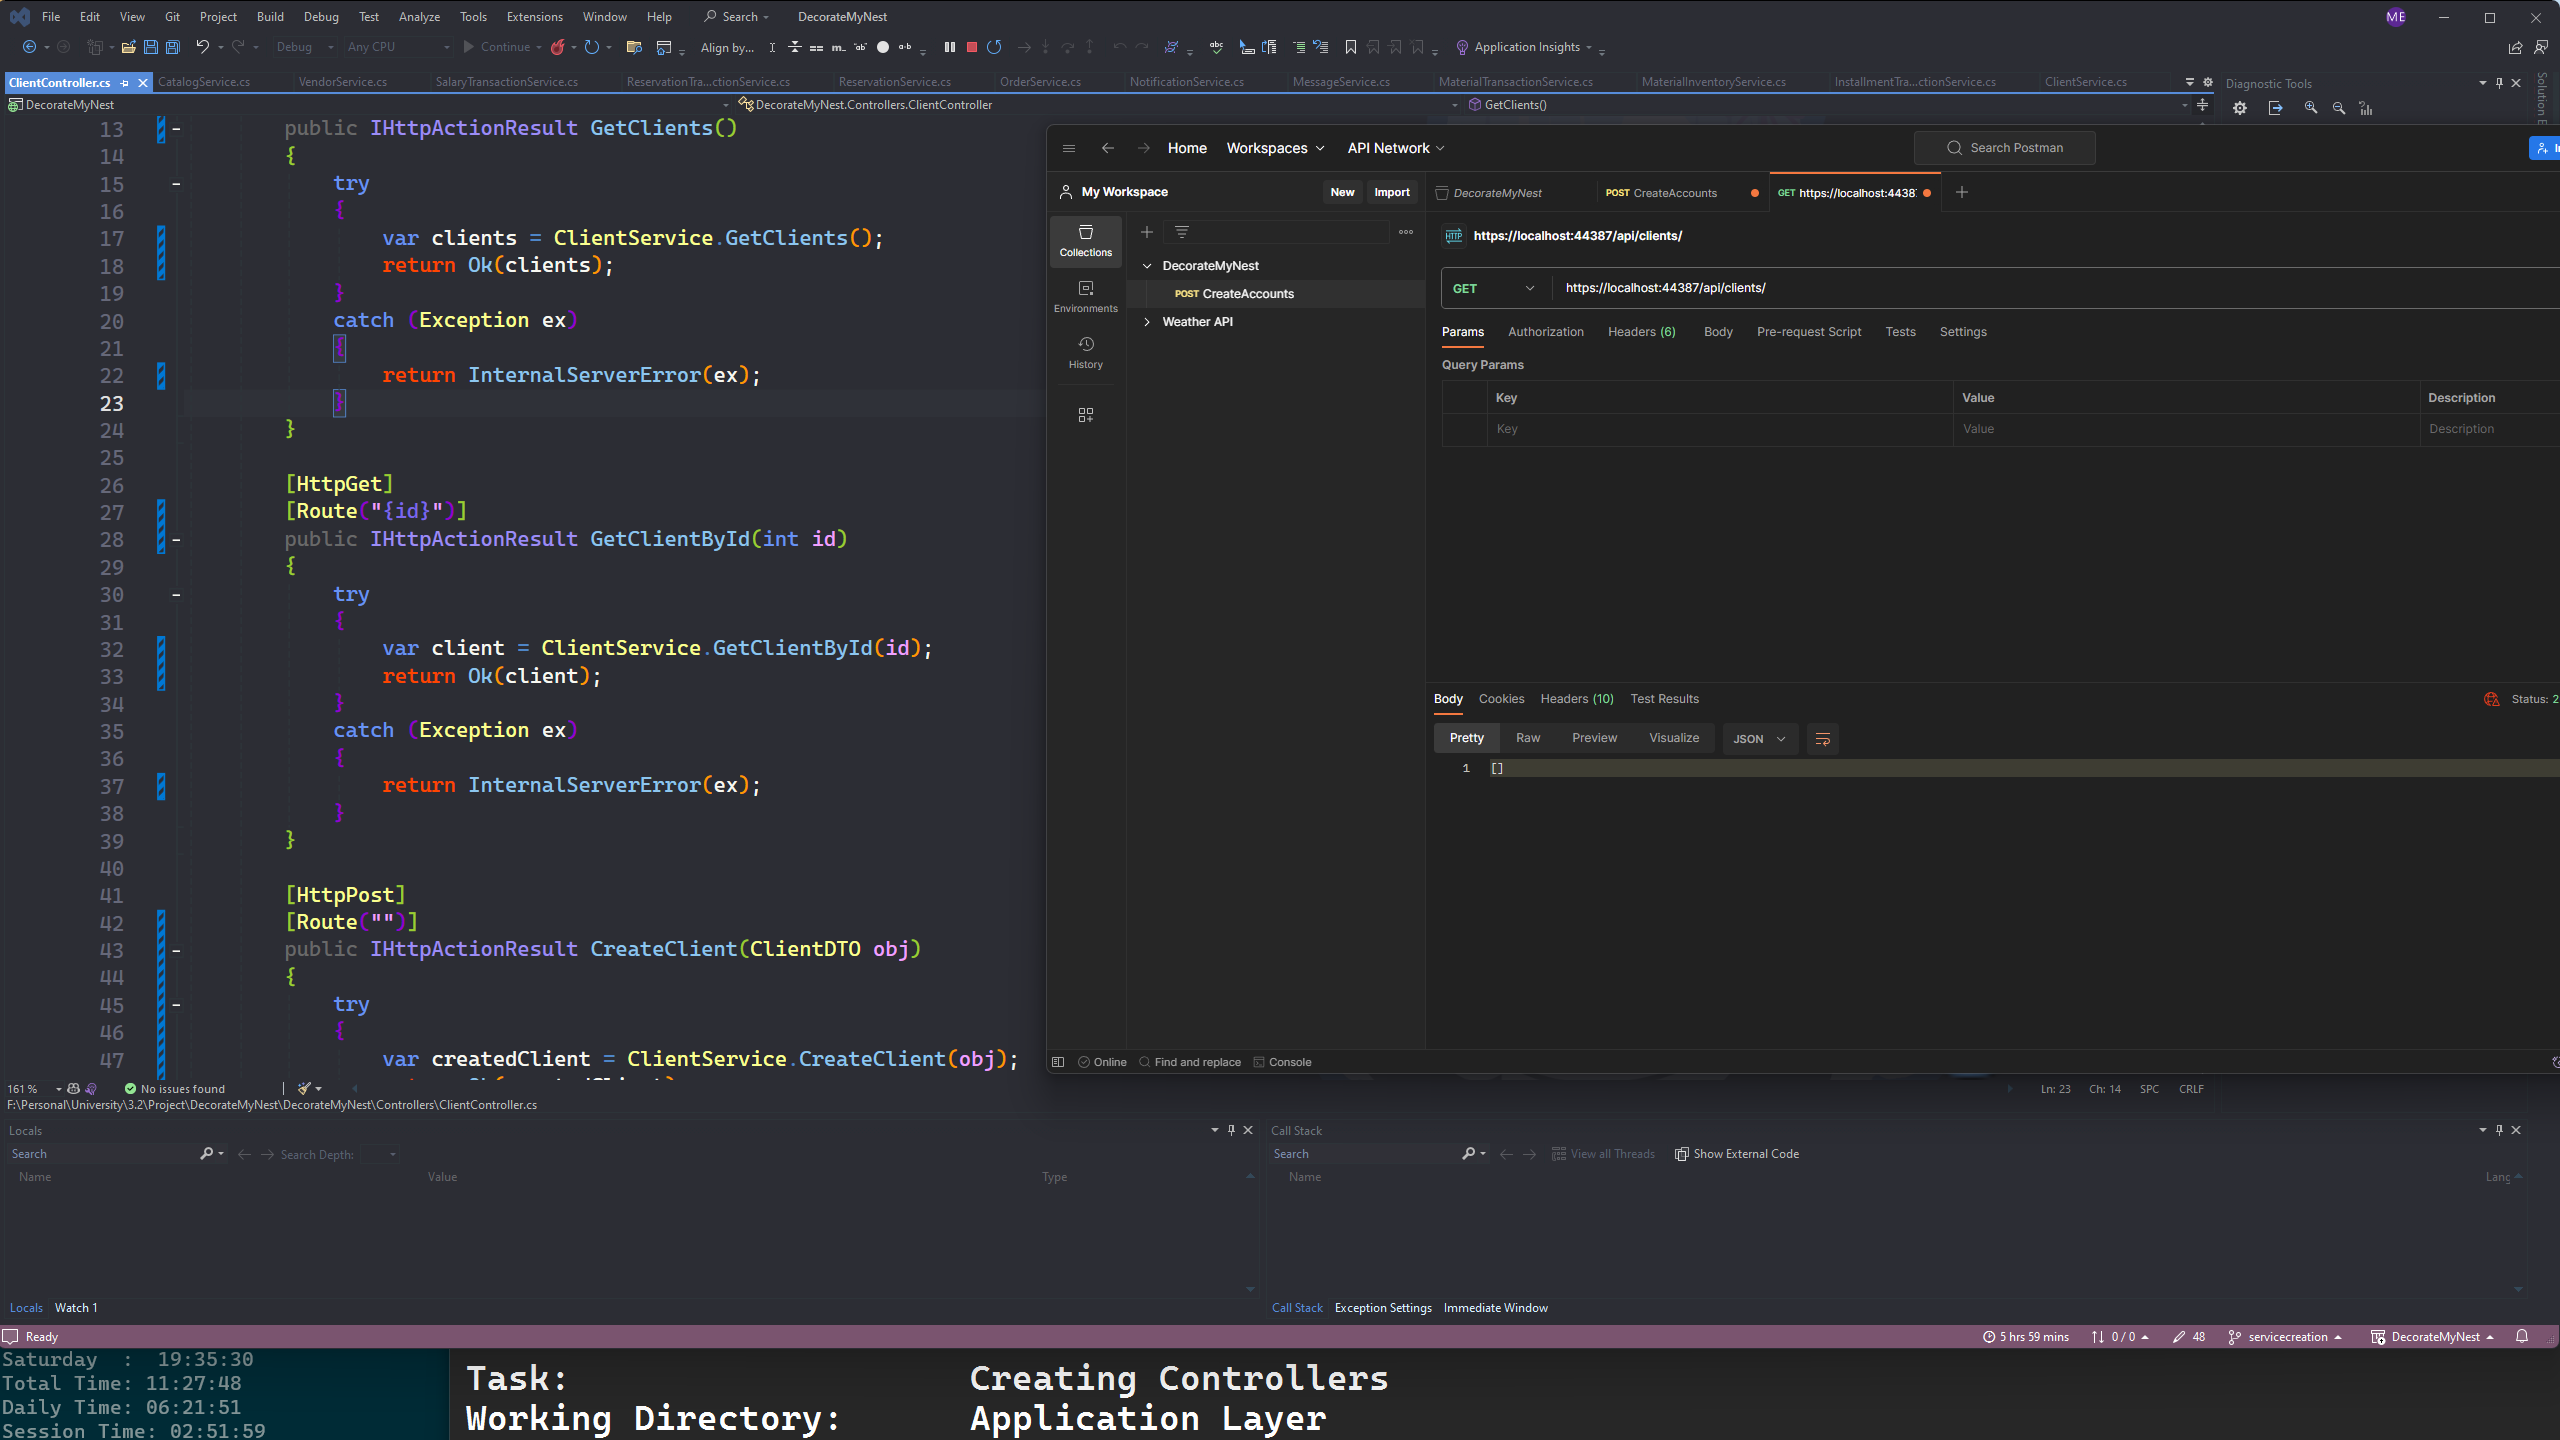 File Edit View Git Project Build Debug Test Analyze Tools Extensions Window Help Search DecorateMyNest ME
Debug Any CPU Continue Align by... Application Insights
ClientController.cs CatalogService.cs VendorService.cs SalaryTransactionService.cs ReservationTra...ctionService.cs ReservationService.cs OrderService.cs NotificationService.cs MessageService.cs MaterialTransactionService.cs MaterialInventoryService.cs InstallmentTra...ctionService.cs ClientService.cs Diagnostic Tools
DecorateMyNest DecorateMyNest.Controllers.ClientController GetClients()
13 public IHttpActionResult GetClients()
14 {
15 try
16 {
17 var clients = ClientService.GetClients();
18 return Ok(clients);
19 }
20 catch (Exception ex)
21 {
22 return InternalServerError(ex);
23 }
24 }
25
26 [HttpGet]
27 [Route("{id}")]
28 public IHttpActionResult GetClientById(int id)
29 {
30 try
31 {
32 var client = ClientService.GetClientById(id);
33 return Ok(client);
34 }
35 catch (Exception ex)
36 {
37 return InternalServerError(ex);
38 }
39 }
40
41 [HttpPost]
42 [Route("")]
43 public IHttpActionResult CreateClient(ClientDTO obj)
44 {
45 try
46 {
47 var createdClient = ClientService.CreateClient(obj);
Home Workspaces API Network Search Postman
My Workspace New Import
DecorateMyNest POST CreateAccounts GET https://localhost:4438
Collections
Environments
History
DecorateMyNest
POST CreateAccounts
Weather API
HTTP https://localhost:44387/api/clients/
GET https://localhost:44387/api/clients/
Params Authorization Headers (6) Body Pre-request Script Tests Settings
Query Params
Key Value Description
Key Value Description
Body Cookies Headers (10) Test Results Status: 2
Pretty Raw Preview Visualize JSON
1 []
Online Find and replace Console
161 % No issues found Ln: 23 Ch: 14 SPC CRLF
F:\Personal\University\3.2\Project\DecorateMyNest\DecorateMyNest\Controllers\ClientController.cs
Locals
Search Search Depth:
Name Value Type
Locals Watch 1
Call Stack
Search View all Threads Show External Code
Name Lang
Call Stack Exception Settings Immediate Window
Ready 5 hrs 59 mins 0 / 0 48 servicecreation DecorateMyNest
Saturday : 19:35:30
Total Time: 11:27:48
Daily Time: 06:21:51
Session Time: 02:51:59
Task: Creating Controllers
Working Directory: Application Layer